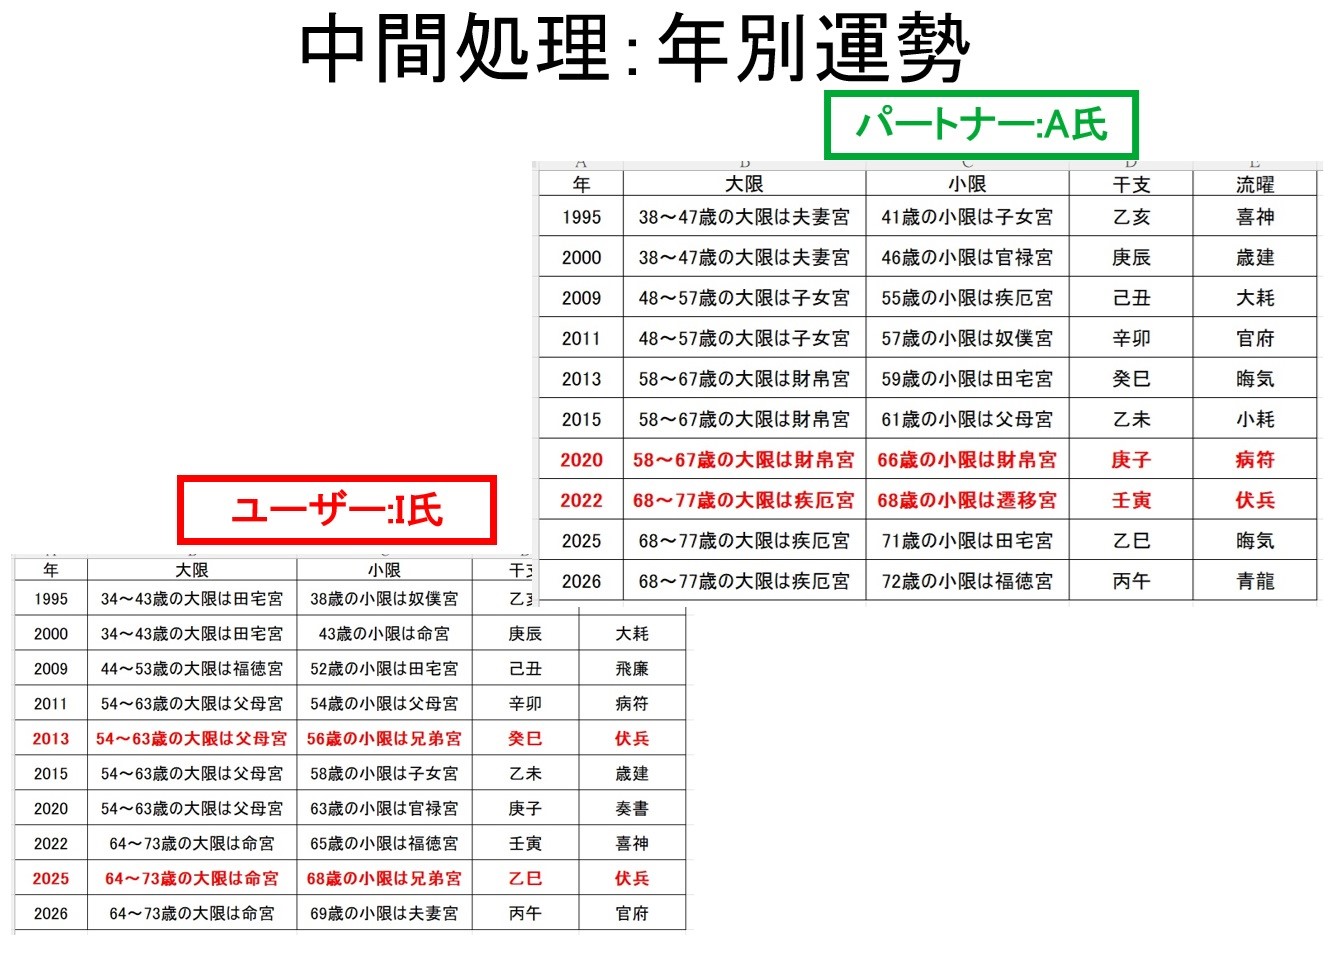 中間処理：年別運勢
パートナー:A氏
年 大限 小限 干支 流曜
1995 38～47歳の大限は夫妻宮 41歳の小限は子女宮 乙亥 喜神
2000 38～47歳の大限は夫妻宮 46歳の小限は官禄宮 庚辰 歳建
2009 48～57歳の大限は子女宮 55歳の小限は疾厄宮 己丑 大耗
2011 48～57歳の大限は子女宮 57歳の小限は奴僕宮 辛卯 官府
2013 58～67歳の大限は財帛宮 59歳の小限は田宅宮 癸巳 晦気
2015 58～67歳の大限は財帛宮 61歳の小限は父母宮 乙未 小耗
2020 58～67歳の大限は財帛宮 66歳の小限は財帛宮 庚子 病符
2022 68～77歳の大限は疾厄宮 68歳の小限は遷移宮 壬寅 伏兵
2025 68～77歳の大限は疾厄宮 71歳の小限は田宅宮 乙巳 晦気
2026 68～77歳の大限は疾厄宮 72歳の小限は福徳宮 丙午 青龍
ユーザー:I氏
年 大限 小限 干
1995 34～43歳の大限は田宅宮 38歳の小限は奴僕宮 乙
2000 34～43歳の大限は田宅宮 43歳の小限は命宮 庚辰 大耗
2009 44～53歳の大限は福徳宮 52歳の小限は田宅宮 己丑 飛廉
2011 54～63歳の大限は父母宮 54歳の小限は父母宮 辛卯 病符
2013 54～63歳の大限は父母宮 56歳の小限は兄弟宮 癸巳 伏兵
2015 54～63歳の大限は父母宮 58歳の小限は子女宮 乙未 歳建
2020 54～63歳の大限は父母宮 63歳の小限は官禄宮 庚子 奏書
2022 64～73歳の大限は命宮 65歳の小限は福徳宮 壬寅 喜神
2025 64～73歳の大限は命宮 68歳の小限は兄弟宮 乙巳 伏兵
2026 64～73歳の大限は命宮 69歳の小限は夫妻宮 丙午 官府